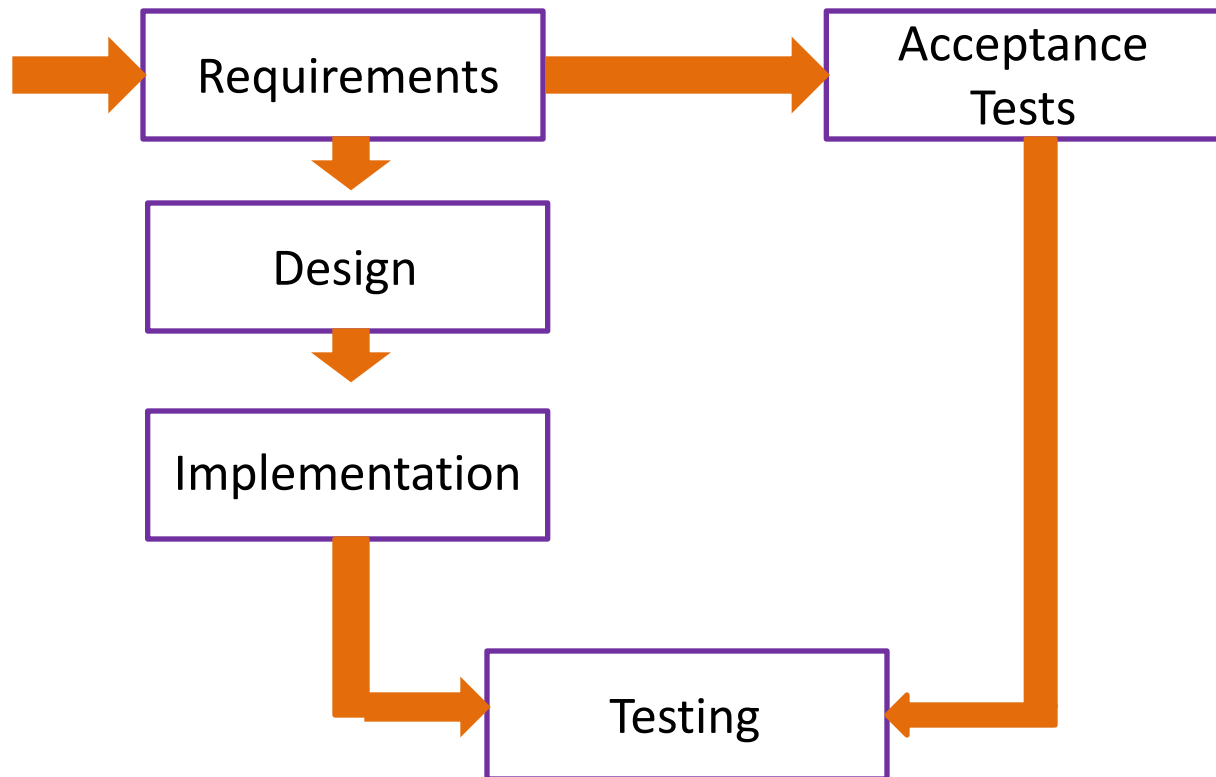 Requirements
Acceptance
Tests
Design
Implementation
Testing